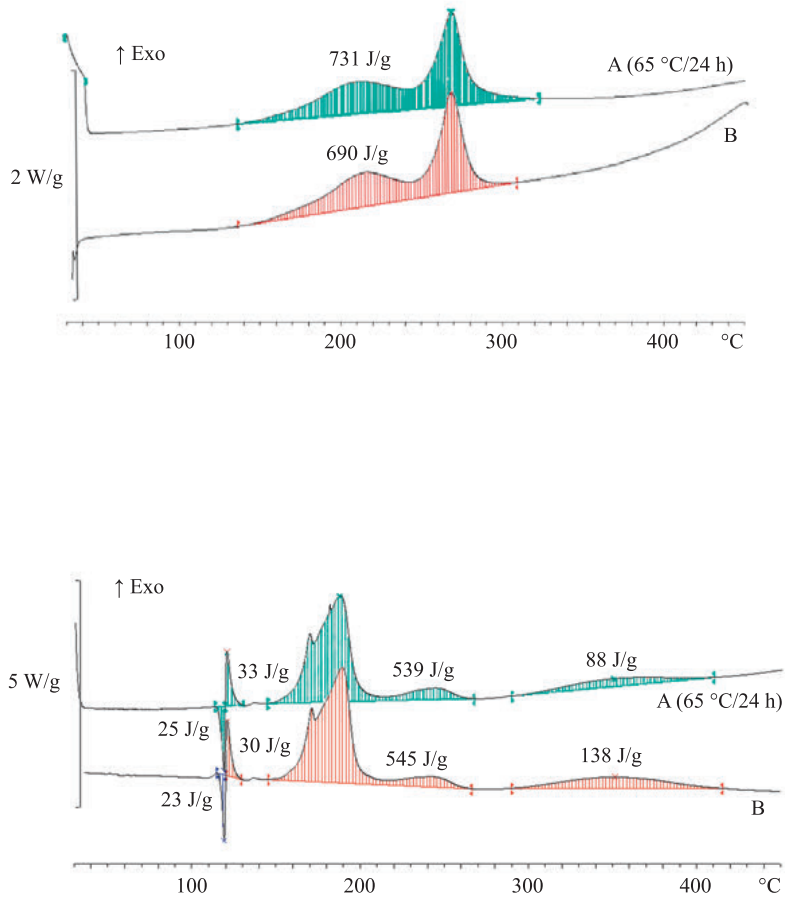 ↑ Exo
731 J/g
A (65 °C/24 h)
B
690 J/g
2 W/g
100 200 300 400 °C
↑ Exo
5 W/g
33 J/g
539 J/g
88 J/g
A (65 °C/24 h)
25 J/g
30 J/g
545 J/g
138 J/g
23 J/g
B
100 200 300 400 °C